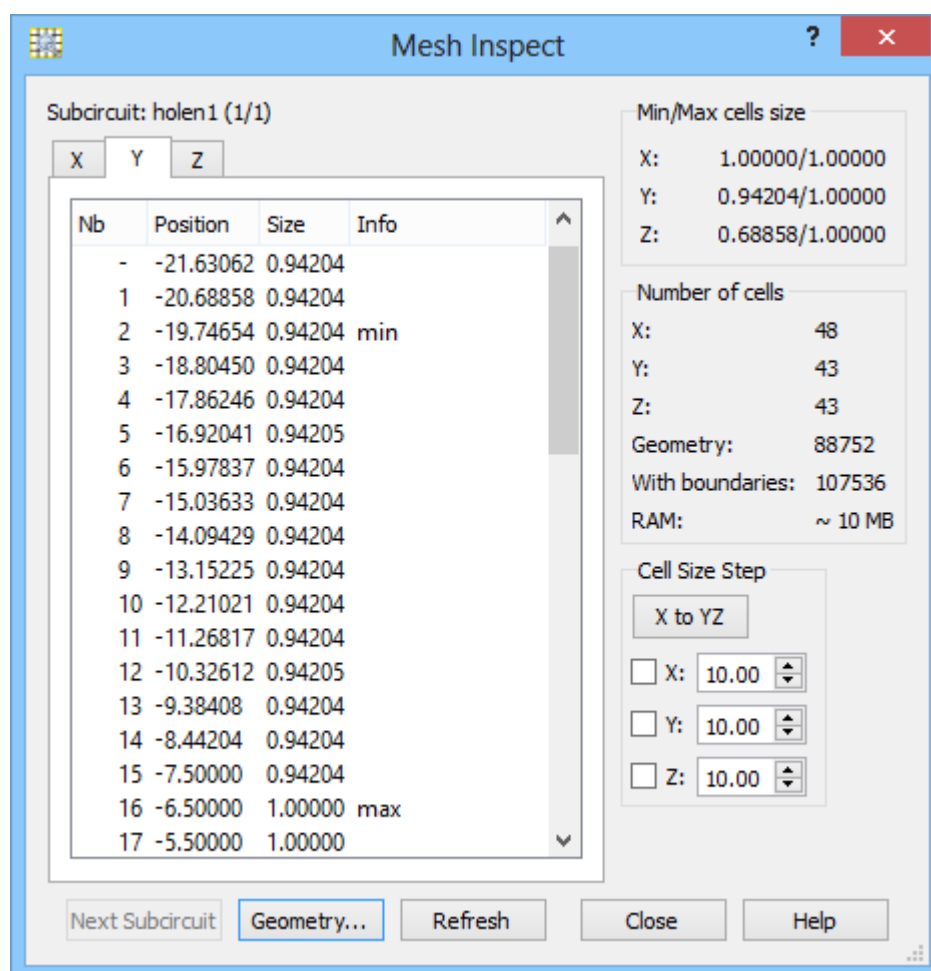 Mesh Inspect ? ×
Subcircuit: holen1 (1/1)
X Y Z
Nb Position Size Info
- -21.63062 0.94204
1 -20.68858 0.94204
2 -19.74654 0.94204 min
3 -18.80450 0.94204
4 -17.86246 0.94204
5 -16.92041 0.94205
6 -15.97837 0.94204
7 -15.03633 0.94204
8 -14.09429 0.94204
9 -13.15225 0.94204
10 -12.21021 0.94204
11 -11.26817 0.94204
12 -10.32612 0.94205
13 -9.38408 0.94204
14 -8.44204 0.94204
15 -7.50000 0.94204
16 -6.50000 1.00000 max
17 -5.50000 1.00000
Min/Max cells size
X: 1.00000/1.00000
Y: 0.94204/1.00000
Z: 0.68858/1.00000
Number of cells
X: 48
Y: 43
Z: 43
Geometry: 88752
With boundaries: 107536
RAM: ~ 10 MB
Cell Size Step
X to YZ
X: 10.00
Y: 10.00
Z: 10.00
Next Subcircuit Geometry... Refresh Close Help